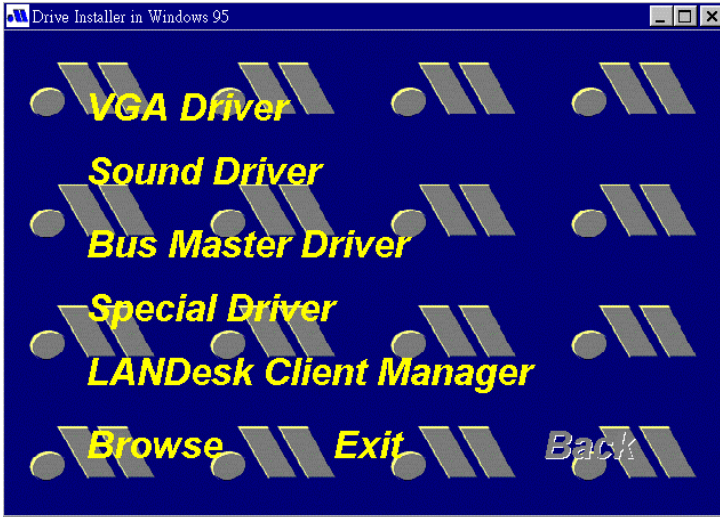 Drive Installer in Windows 95
VGA Driver
Sound Driver
Bus Master Driver
Special Driver
LANDesk Client Manager
Browse Exit Back